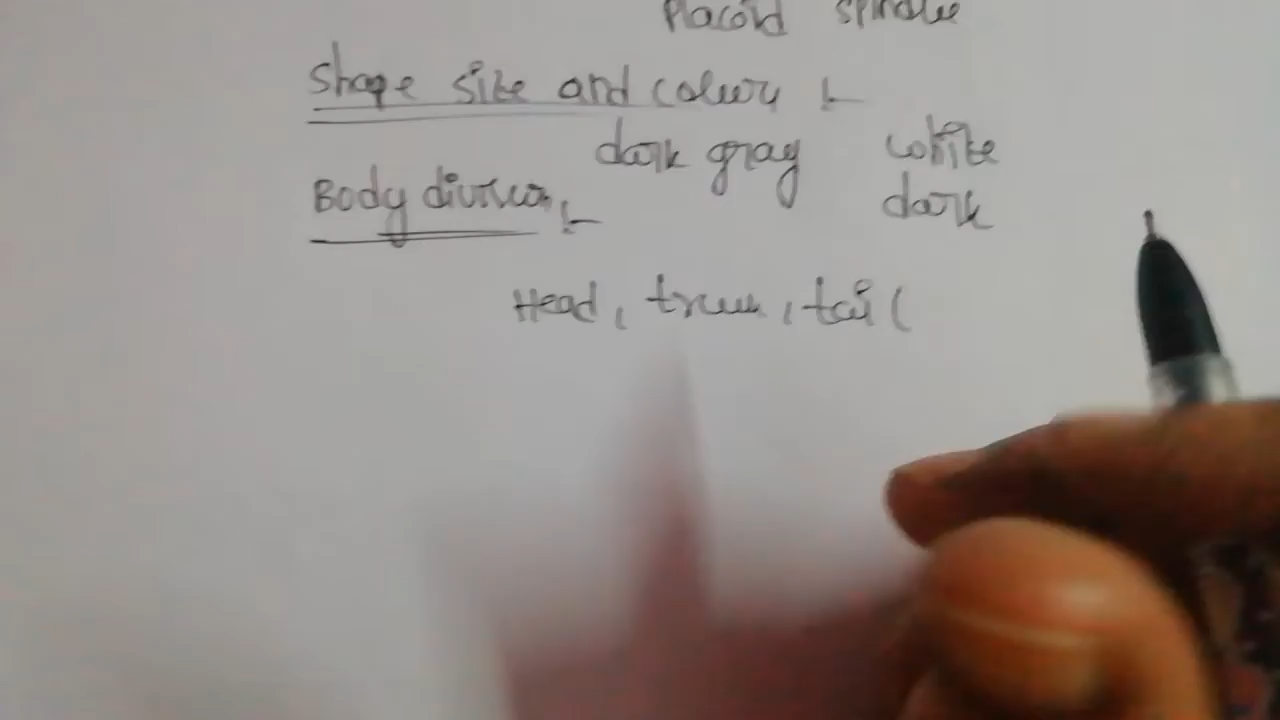 Placoid spindle
Shape size and colour :-
dark gray white
dark
Body division :-
Head, trunk, tail